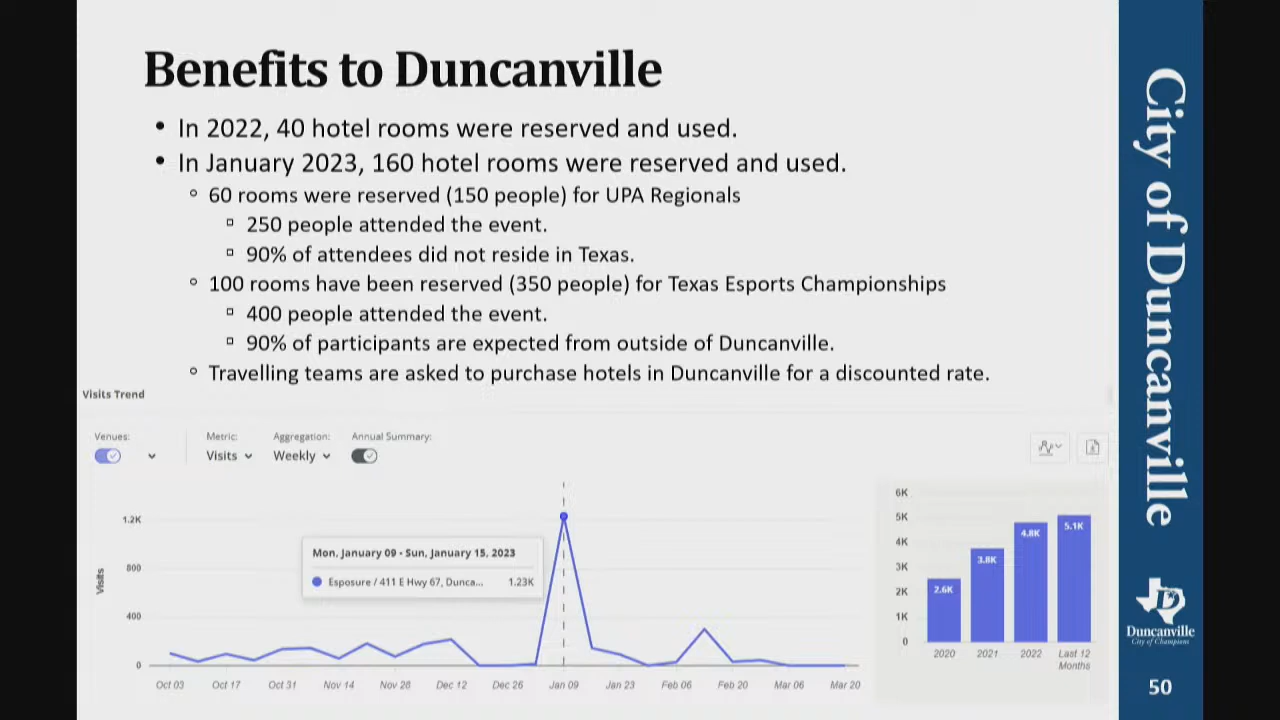 Benefits to Duncanville
• In 2022, 40 hotel rooms were reserved and used.
• In January 2023, 160 hotel rooms were reserved and used.
60 rooms were reserved (150 people) for UPA Regionals
250 people attended the event.
90% of attendees did not reside in Texas.
100 rooms have been reserved (350 people) for Texas Esports Championships
400 people attended the event.
90% of participants are expected from outside of Duncanville.
Travelling teams are asked to purchase hotels in Duncanville for a discounted rate.
Visits Trend
Venues: Metric: Aggregation: Annual Summary:
Visits Weekly
1.2K
800
400
0
Visits
Mon, January 09 - Sun, January 15, 2023
Esposure / 411 E Hwy 67, Dunca... 1.23K
Oct 03 Oct 17 Oct 31 Nov 14 Nov 28 Dec 12 Dec 26 Jan 09 Jan 23 Feb 06 Feb 20 Mar 06 Mar 20
6K
5K
4K
3K
2K
1K
0
2.6K 3.8K 4.8K 5.1K
2020 2021 2022 Last 12
Months
City of Duncanville
Duncanville
City of Champions
50